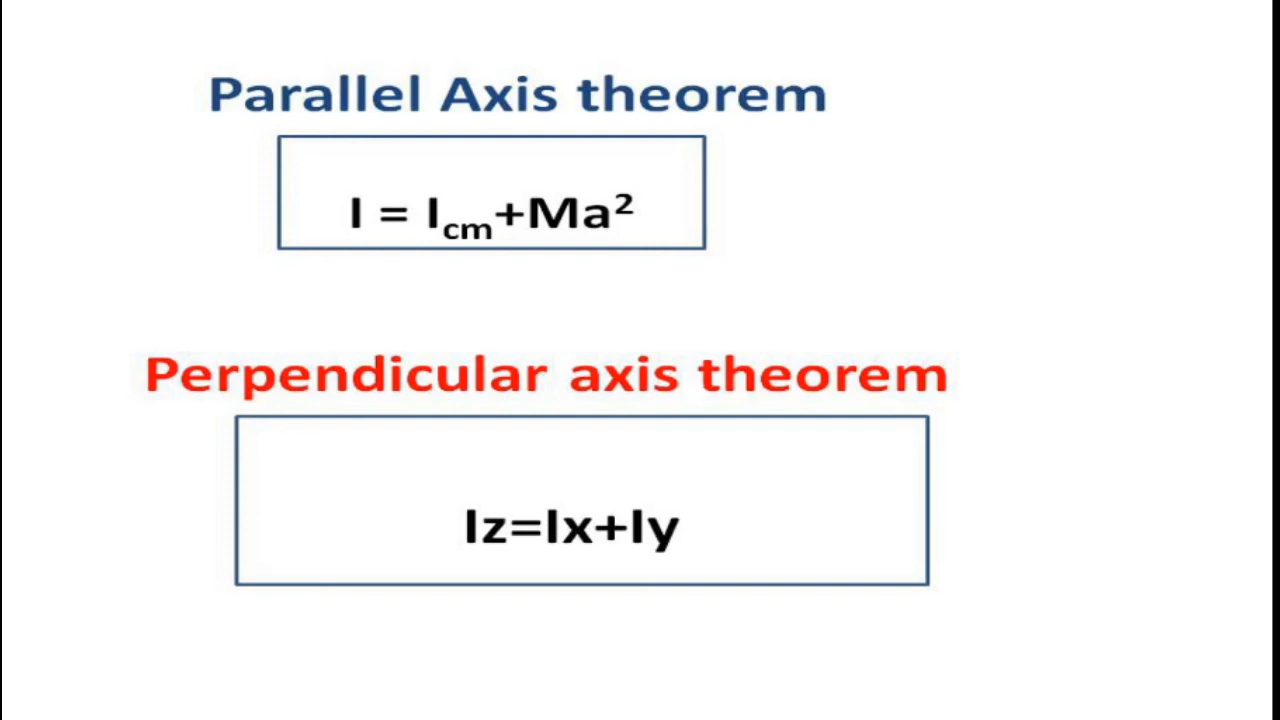 Parallel Axis theorem
I = I_cm+Ma²
Perpendicular axis theorem
Iz=Ix+Iy